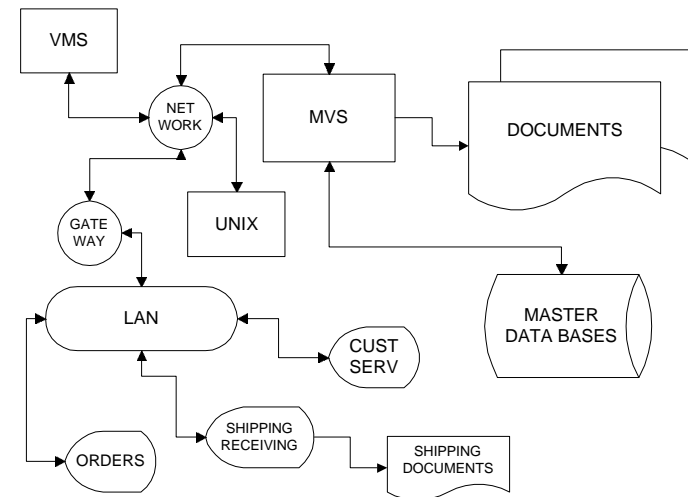 VMS
NET
WORK
MVS
DOCUMENTS
UNIX
GATE
WAY
LAN
MASTER
DATA BASES
CUST
SERV
SHIPPING
RECEIVING
ORDERS
SHIPPING
DOCUMENTS